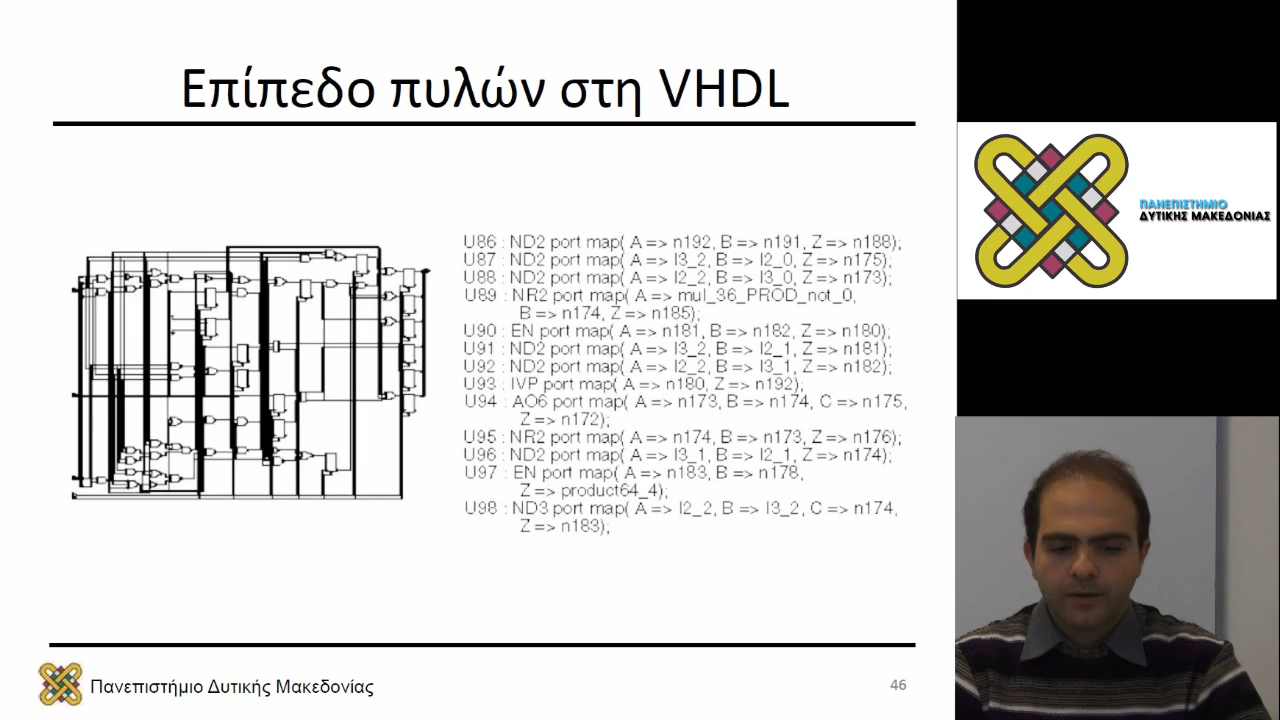 Επίπεδο πυλών στη VHDL
U86 : ND2 port map( A => n192, B => n191, Z => n188);
U87 : ND2 port map( A => I3_2, B => I2_0, Z => n175);
U88 : ND2 port map( A => I2_2, B => I3_0, Z => n173);
U89 : NR2 port map( A => mul_36_PROD_not_0,
B => n174, Z => n185);
U90 : EN port map( A => n181, B => n182, Z => n180);
U91 : ND2 port map( A => I3_2, B => I2_1, Z => n181);
U92 : ND2 port map( A => I2_2, B => I3_1, Z => n182);
U93 : IVP port map( A => n180, Z => n192);
U94 : AO6 port map( A => n173, B => n174, C => n175,
Z => n172);
U95 : NR2 port map( A => n174, B => n173, Z => n176);
U96 : ND2 port map( A => I3_1, B => I2_1, Z => n174);
U97 : EN port map( A => n183, B => n178,
Z => product64_4);
U98 : ND3 port map( A => I2_2, B => I3_2, C => n174,
Z => n183);
Πανεπιστήμιο Δυτικής Μακεδονίας
46
ΠΑΝΕΠΙΣΤΗΜΙΟ
ΔΥΤΙΚΗΣ ΜΑΚΕΔΟΝΙΑΣ